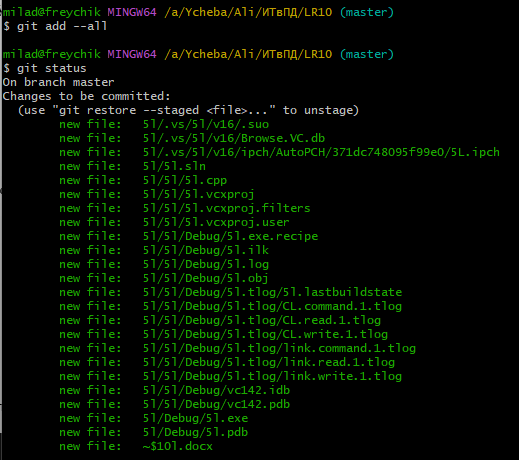 milad@freychik MINGW64 /a/Ycheba/Ali/ИТвПД/LR10 (master)
$ git add --all
milad@freychik MINGW64 /a/Ycheba/Ali/ИТвПД/LR10 (master)
$ git status
On branch master
Changes to be committed:
  (use "git restore --staged <file>..." to unstage)
        new file:   5l/.vs/5l/v16/.suo
        new file:   5l/.vs/5l/v16/Browse.VC.db
        new file:   5l/.vs/5l/v16/ipch/AutoPCH/371dc748095f99e0/5L.ipch
        new file:   5l/5l.sln
        new file:   5l/5l/5l.cpp
        new file:   5l/5l/5l.vcxproj
        new file:   5l/5l/5l.vcxproj.filters
        new file:   5l/5l/5l.vcxproj.user
        new file:   5l/5l/Debug/5l.exe.recipe
        new file:   5l/5l/Debug/5l.ilk
        new file:   5l/5l/Debug/5l.log
        new file:   5l/5l/Debug/5l.obj
        new file:   5l/5l/Debug/5l.tlog/5l.lastbuildstate
        new file:   5l/5l/Debug/5l.tlog/CL.command.1.tlog
        new file:   5l/5l/Debug/5l.tlog/CL.read.1.tlog
        new file:   5l/5l/Debug/5l.tlog/CL.write.1.tlog
        new file:   5l/5l/Debug/5l.tlog/link.command.1.tlog
        new file:   5l/5l/Debug/5l.tlog/link.read.1.tlog
        new file:   5l/5l/Debug/5l.tlog/link.write.1.tlog
        new file:   5l/5l/Debug/vc142.idb
        new file:   5l/5l/Debug/vc142.pdb
        new file:   5l/Debug/5l.exe
        new file:   5l/Debug/5l.pdb
        new file:   ~$10l.docx